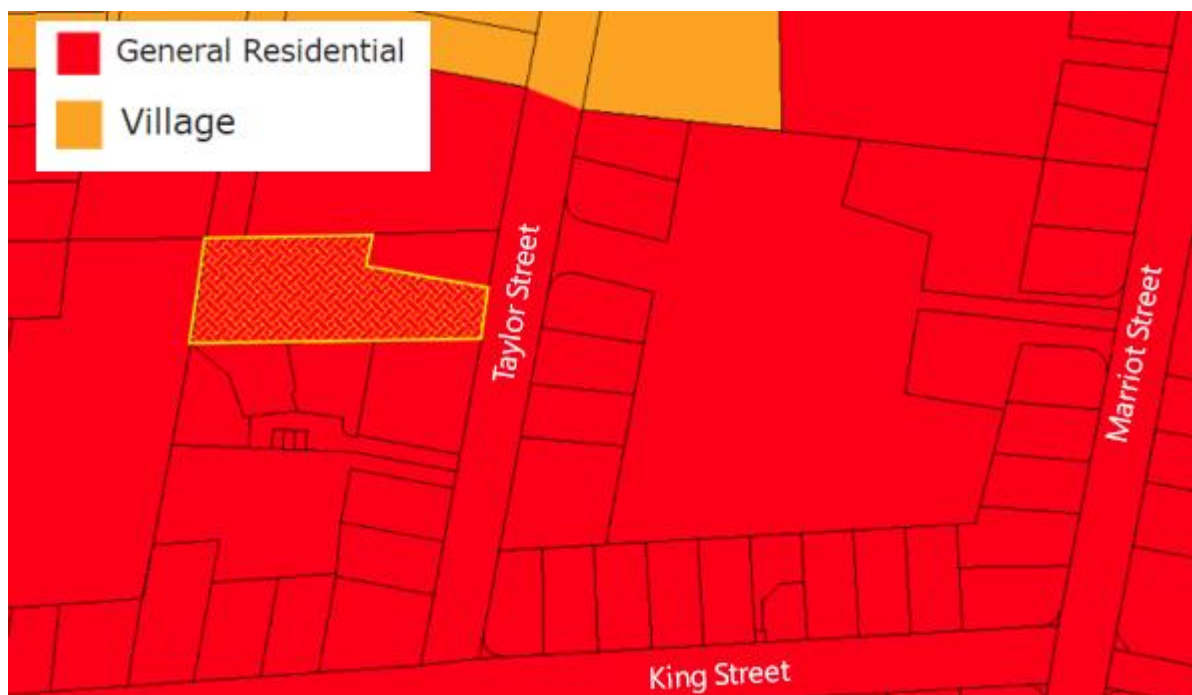 General Residential
Village
Taylor Street
Marriot Street
King Street